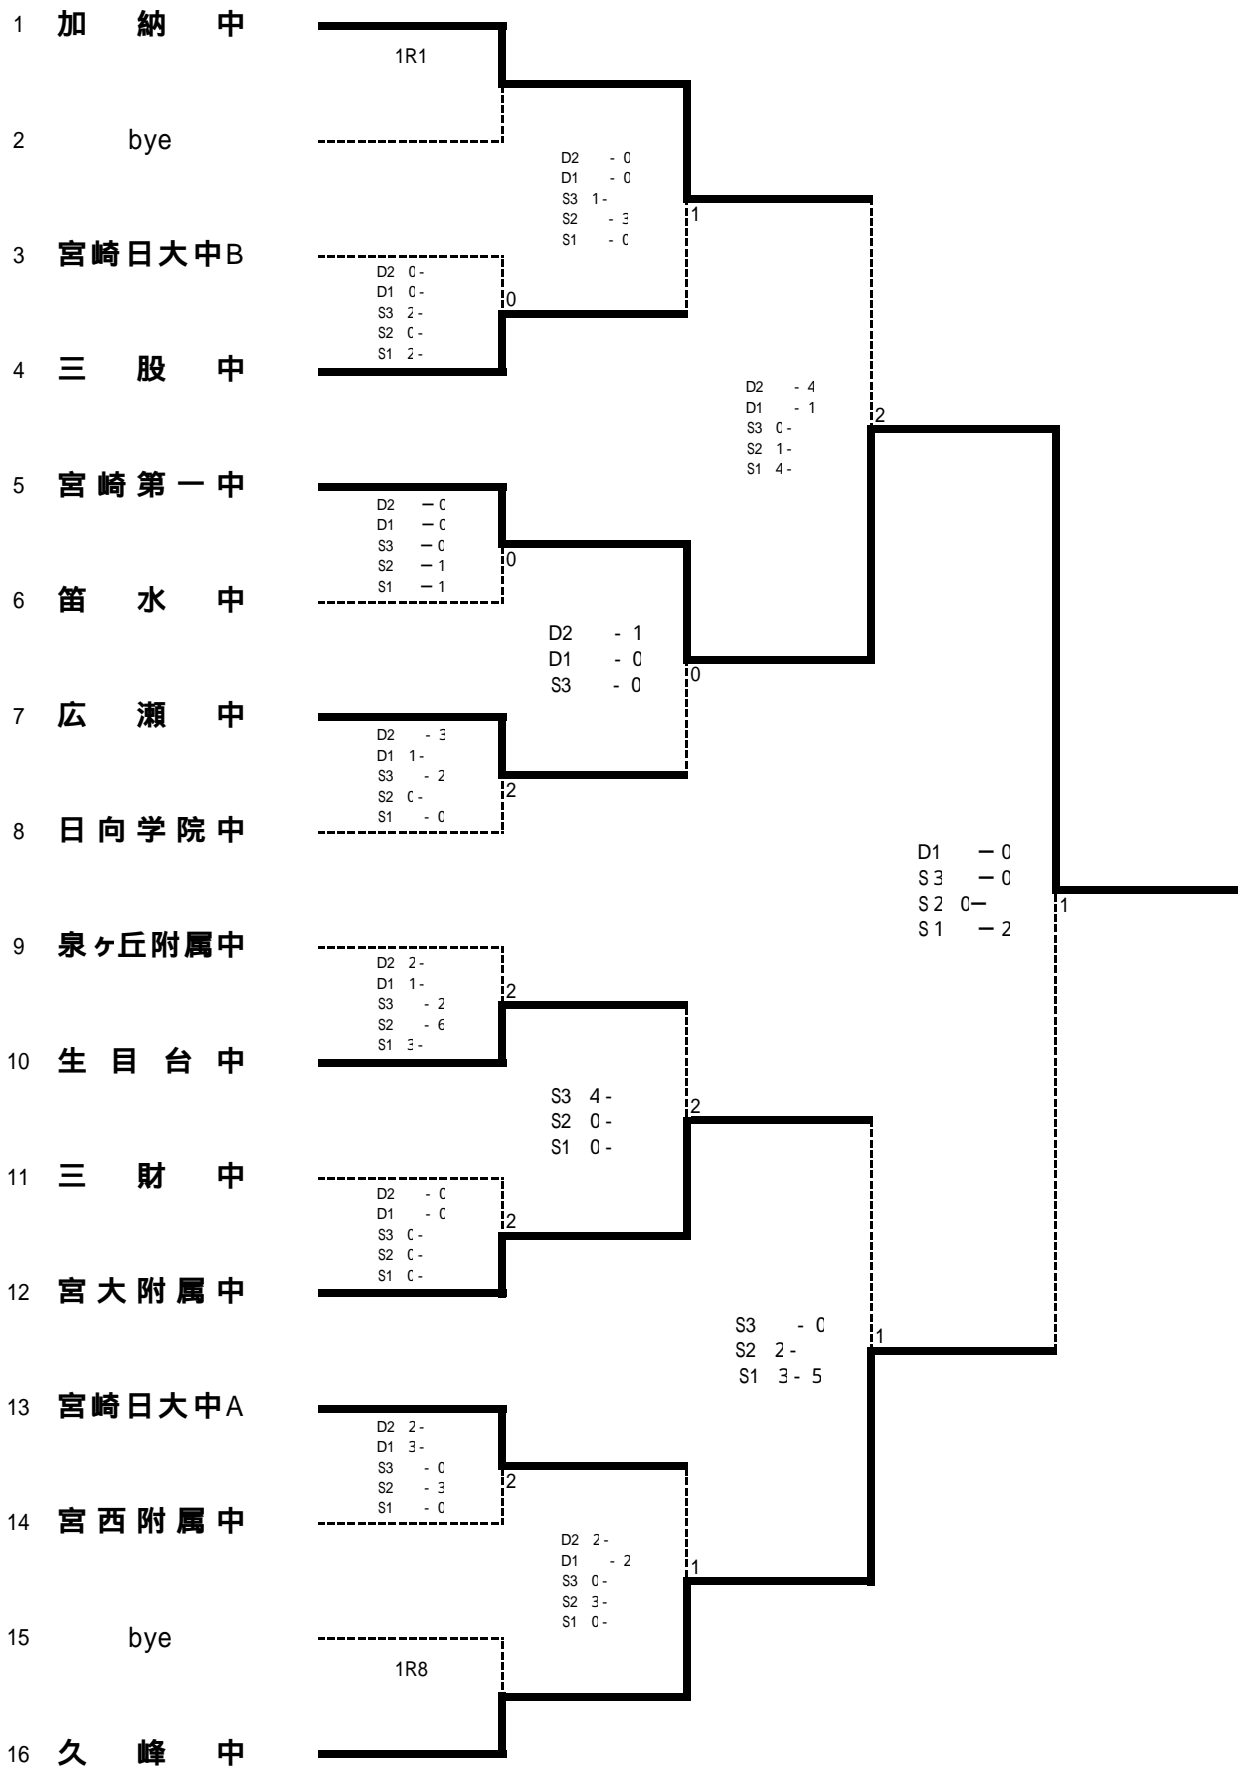 1 加納中
1R1
2 bye
D2 - 0
D1 - 0
S3 1-
S2 - 3
S1 - 0
1
3 宮崎日大中B
D2 0-
D1 0-
S3 2-
S2 0-
S1 2-
0
4 三股中
D2 - 4
D1 - 1
S3 0-
S2 1-
S1 4-
2
5 宮崎第一中
D2 ー 0
D1 ー 0
S3 ー 0
S2 ー 1
S1 ー 1
0
6 笛水中
D2 - 1
D1 - 0
S3 - 0
0
7 広瀬中
D2 - 3
D1 1-
S3 - 2
S2 0-
S1 - 0
2
8 日向学院中
D1 ー 0
S3 ー 0
S2 0ー
S1 ー 2
1
9 泉ヶ丘附属中
D2 2-
D1 1-
S3 - 2
S2 - 6
S1 3-
2
10 生目台中
S3 4-
S2 0-
S1 0-
2
11 三財中
D2 - 0
D1 - 0
S3 0-
S2 0-
S1 0-
2
12 宮大附属中
S3 - 0
S2 2-
S1 3- 5
1
13 宮崎日大中A
D2 2-
D1 3-
S3 - 0
S2 - 3
S1 - 0
2
14 宮西附属中
D2 2-
D1 - 2
S3 0-
S2 3-
S1 0-
1
15 bye
1R8
16 久峰中